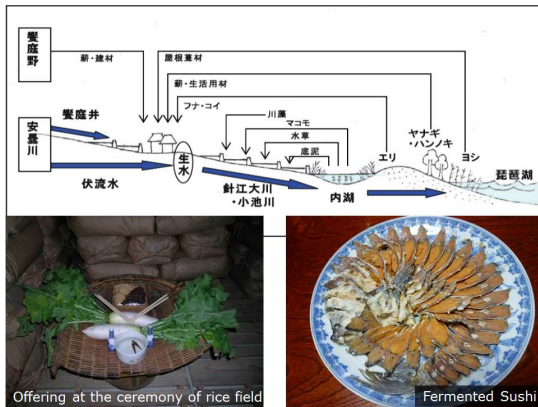 饗庭野
薪・建材
屋根葺材
薪・生活用材
フナ・コイ
饗庭井
川藻
マコモ
水草
底泥
エリ
ヤナギ
・ハンノキ
ヨシ
安曇川
生水
伏流水
針江大川
・小池川
内湖
琵琶湖
Offering at the ceremony of rice field
Fermented Sushi